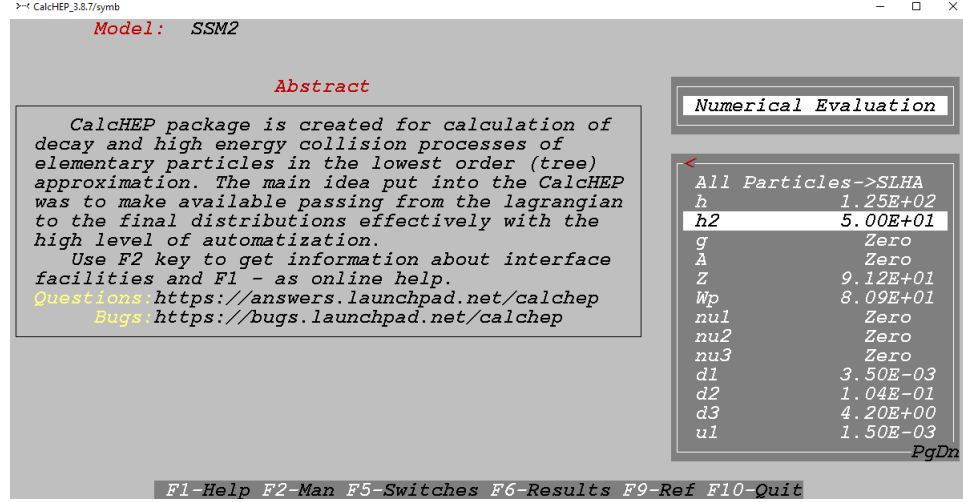 CalcHEP_3.8.7/symb
Model: SSM2
Abstract
CalcHEP package is created for calculation of
decay and high energy collision processes of
elementary particles in the lowest order (tree)
approximation. The main idea put into the CalcHEP
was to make available passing from the lagrangian
to the final distributions effectively with the
high level of automatization.
Use F2 key to get information about interface
facilities and F1 - as online help.
Questions:https://answers.launchpad.net/calchep
Bugs:https://bugs.launchpad.net/calchep
Numerical Evaluation
<
All Particles->SLHA
h 1.25E+02
h2 5.00E+01
g Zero
A Zero
Z 9.12E+01
Wp 8.09E+01
nu1 Zero
nu2 Zero
nu3 Zero
d1 3.50E-03
d2 1.04E-01
d3 4.20E+00
u1 1.50E-03
PgDn
F1-Help F2-Man F5-Switches F6-Results F9-Ref F10-Quit